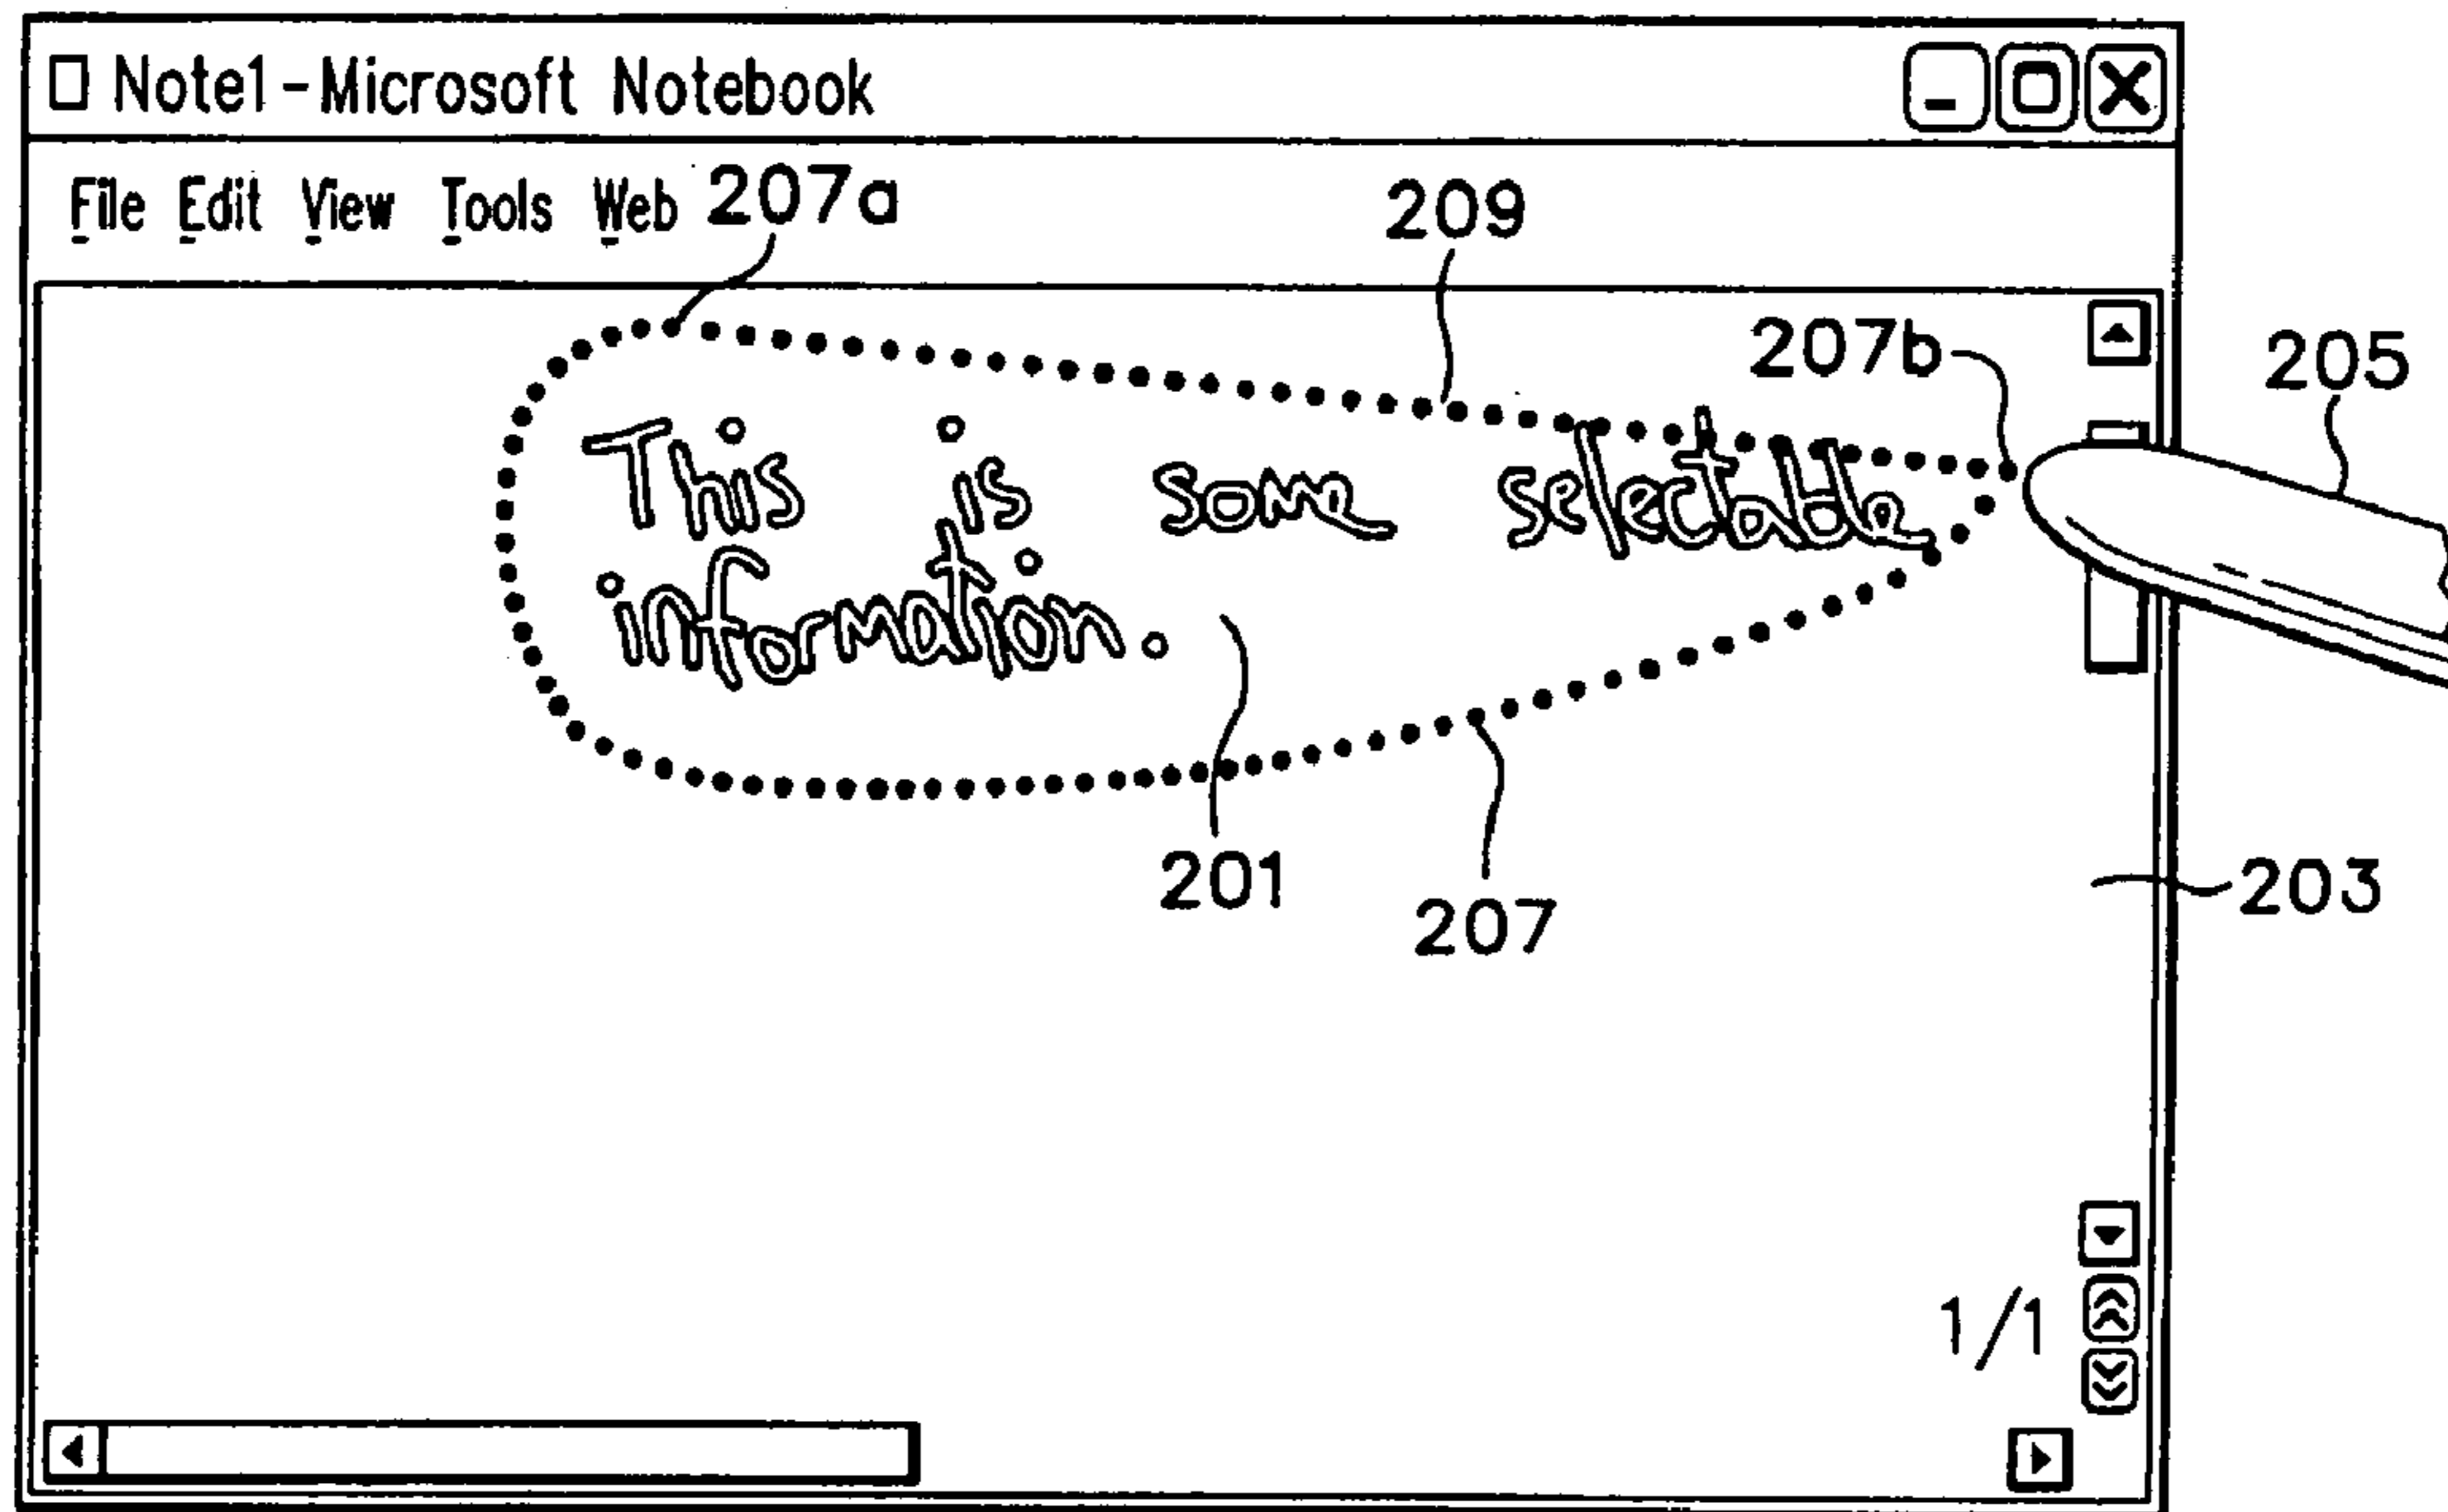 Note1-Microsoft Notebook
File Edit View Tools Web 207a
209
207b
205
This is some selectable
information.
201
203
207
1/1